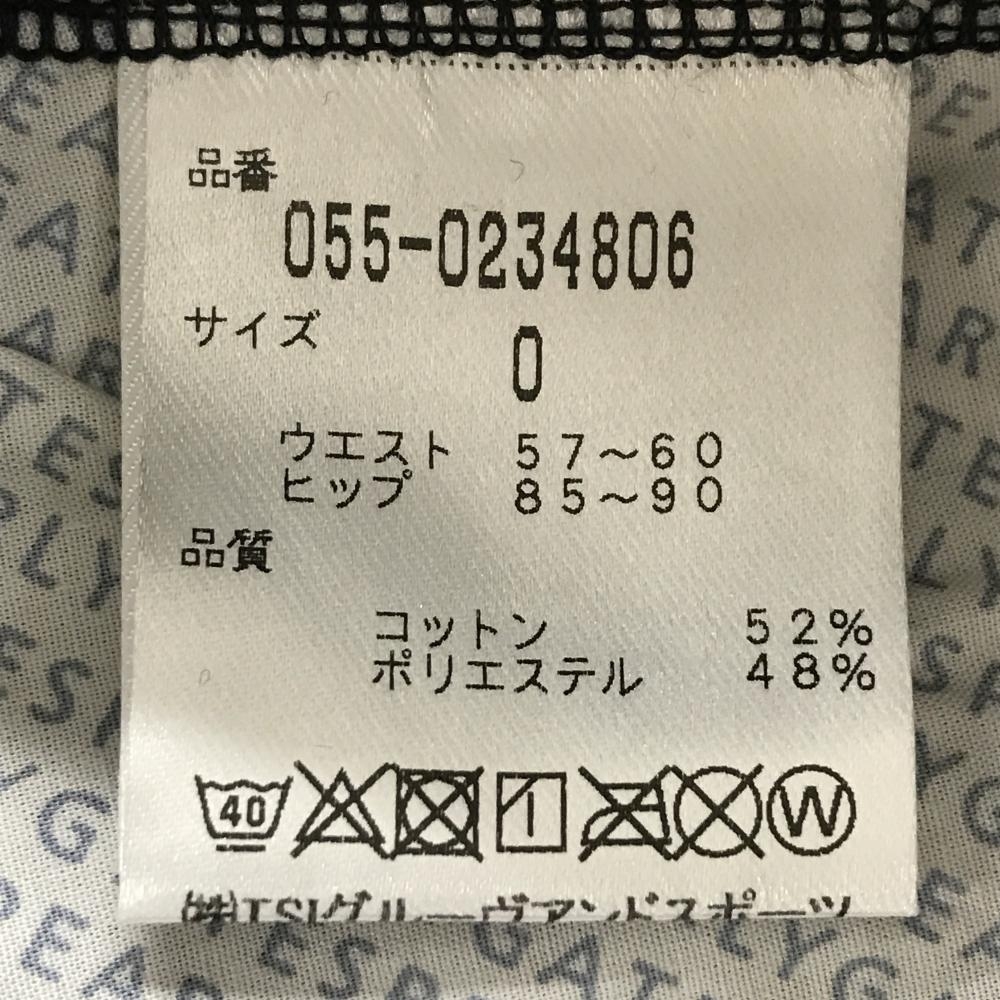 品番
055-0234806
サイズ
0
ウエスト 57～60
ヒップ 85～90
品質
コットン 52%
ポリエステル 48%
40 W
㈱TSIグルーヴアンドスポーツ